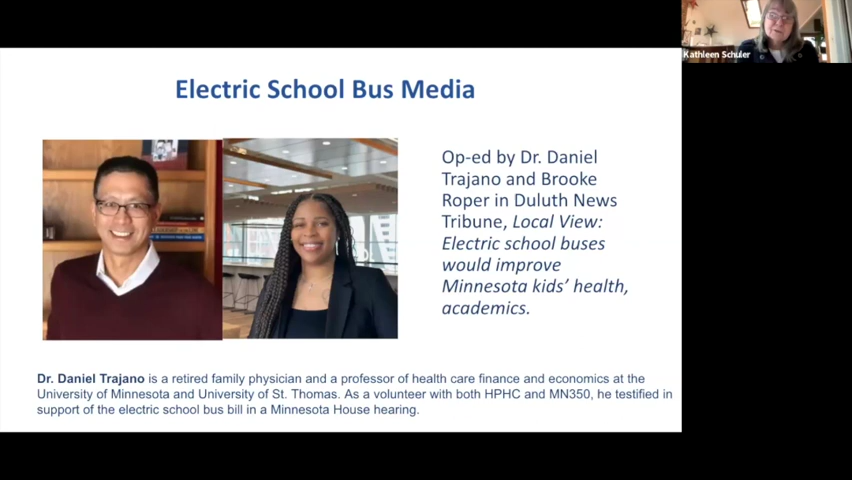 Kathleen Schuler
Electric School Bus Media
Op-ed by Dr. Daniel
Trajano and Brooke
Roper in Duluth News
Tribune, Local View:
Electric school buses
would improve
Minnesota kids' health,
academics.
Dr. Daniel Trajano is a retired family physician and a professor of health care finance and economics at the
University of Minnesota and University of St. Thomas. As a volunteer with both HPHC and MN350, he testified in
support of the electric school bus bill in a Minnesota House hearing.